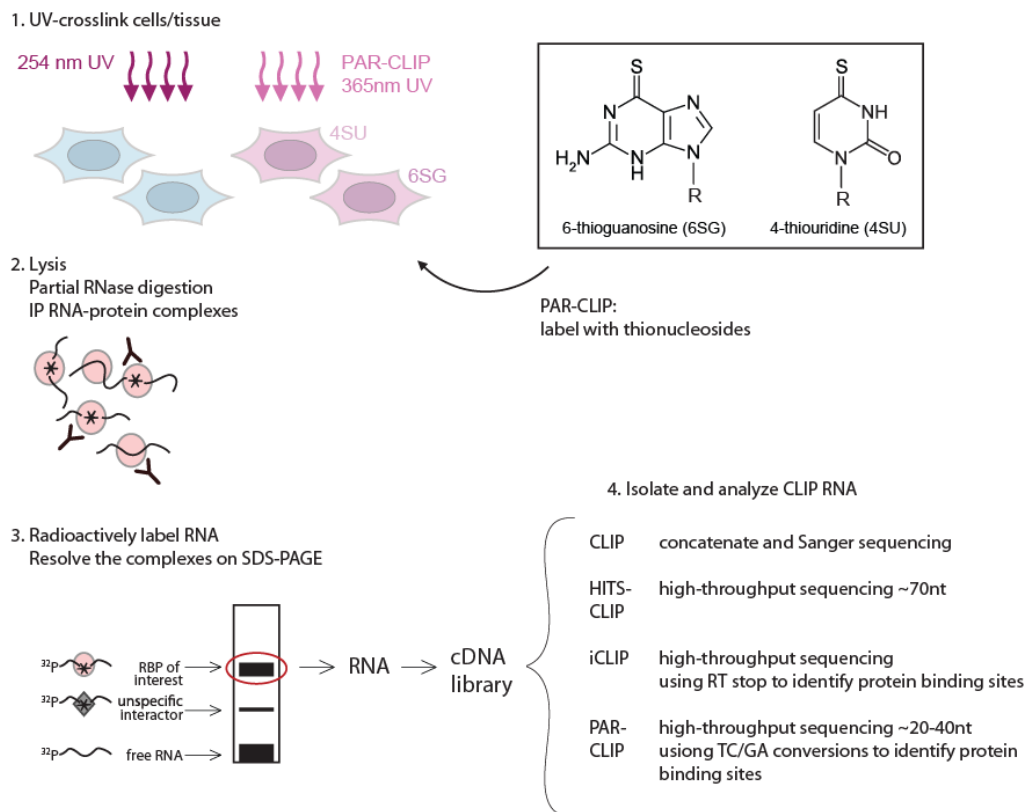 1. UV-crosslink cells/tissue
254 nm UV
PAR-CLIP
365nm UV
4SU
6SG
S
N
N
H₂N
N
H
N
R
6-thioguanosine (6SG)
S
NH
N
O
R
4-thiouridine (4SU)
2. Lysis
Partial RNase digestion
IP RNA-protein complexes
PAR-CLIP:
label with thionucleosides
3. Radioactively label RNA
Resolve the complexes on SDS-PAGE
³²P
RBP of
interest
³²P
unspecific
interactor
³²P
free RNA
RNA
cDNA
library
4. Isolate and analyze CLIP RNA
CLIP concatenate and Sanger sequencing
HITS- high-throughput sequencing ~70nt
CLIP
iCLIP high-throughput sequencing
using RT stop to identify protein binding sites
PAR- high-throughput sequencing ~20-40nt
CLIP usiong TC/GA conversions to identify protein
binding sites